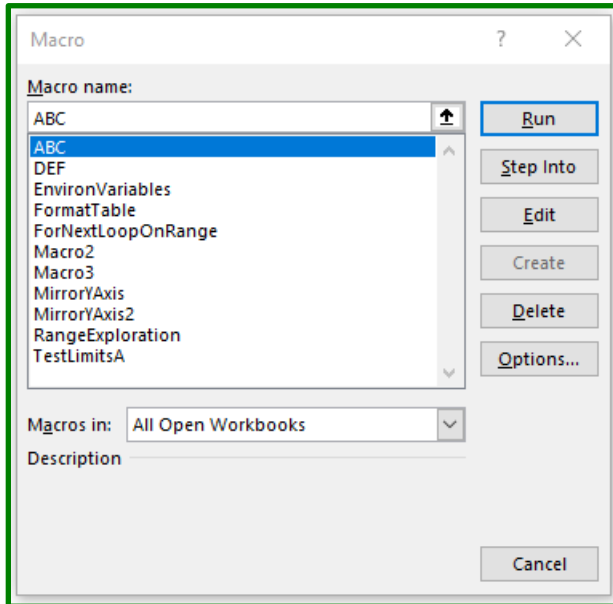 Macro ?
Macro name:
ABC
Run
ABC
DEF
EnvironVariables
FormatTable
ForNextLoopOnRange
Macro2
Macro3
MirrorYAxis
MirrorYAxis2
RangeExploration
TestLimitsA
Step Into
Edit
Create
Delete
Options...
Macros in: All Open Workbooks
Description
Cancel